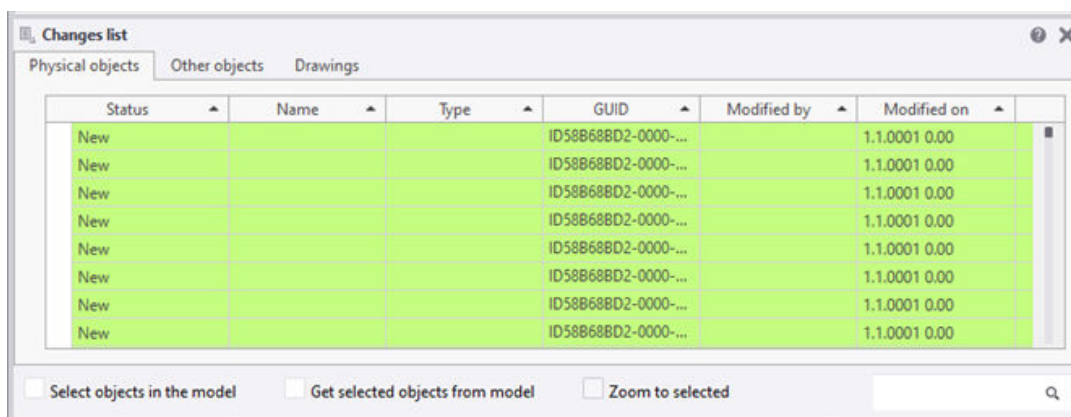 Changes list
Physical objects Other objects Drawings
Status Name Type GUID Modified by Modified on
New ID58B68BD2-0000-... 1.1.0001 0.00
New ID58B68BD2-0000-... 1.1.0001 0.00
New ID58B68BD2-0000-... 1.1.0001 0.00
New ID58B68BD2-0000-... 1.1.0001 0.00
New ID58B68BD2-0000-... 1.1.0001 0.00
New ID58B68BD2-0000-... 1.1.0001 0.00
New ID58B68BD2-0000-... 1.1.0001 0.00
New ID58B68BD2-0000-... 1.1.0001 0.00
Select objects in the model Get selected objects from model Zoom to selected